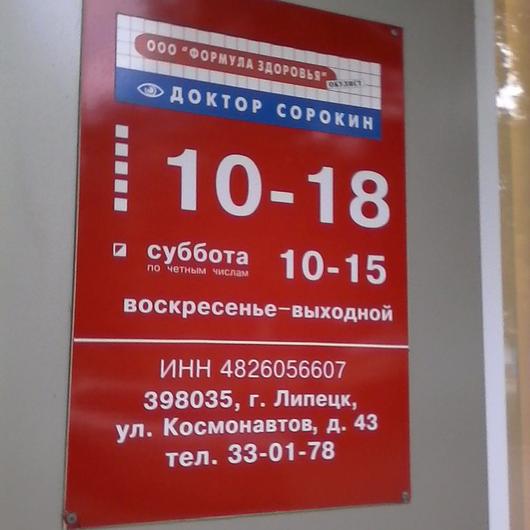 ООО "ФОРМУЛА ЗДОРОВЬЯ"
ОКУЛИСТ
ДОКТОР СОРОКИН
10-18
суббота 10-15
по четным числам
воскресенье-выходной
ИНН 4826056607
398035, г. Липецк,
ул. Космонавтов, д. 43
тел. 33-01-78